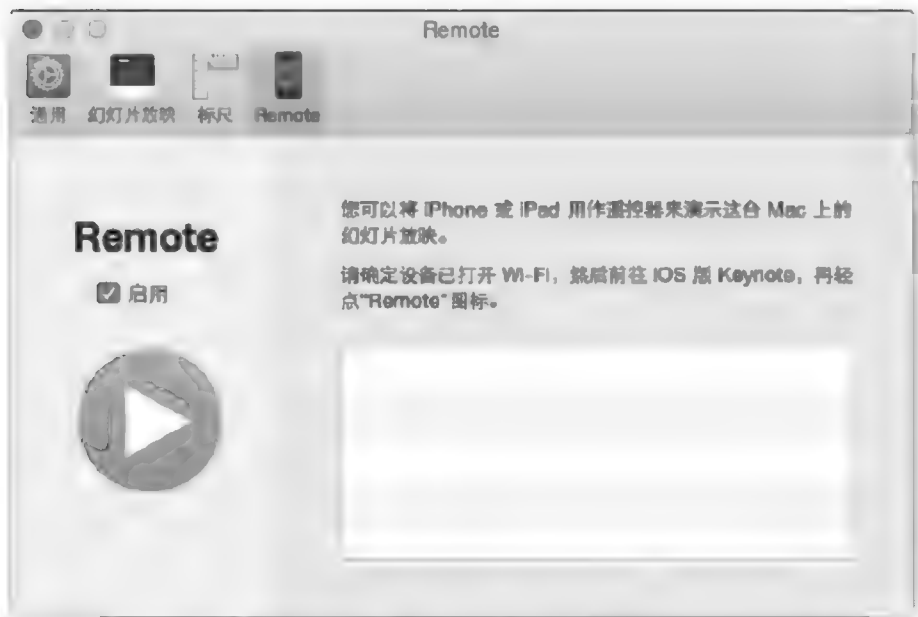 Remote
通用 幻灯片放映 标尺 Remote
Remote
启用
您可以将 iPhone 或 iPad 用作遥控器来演示这台 Mac 上的
幻灯片放映。
请确定设备已打开 Wi-Fi，然后前往 iOS 版 Keynote，再轻
点“Remote”图标。